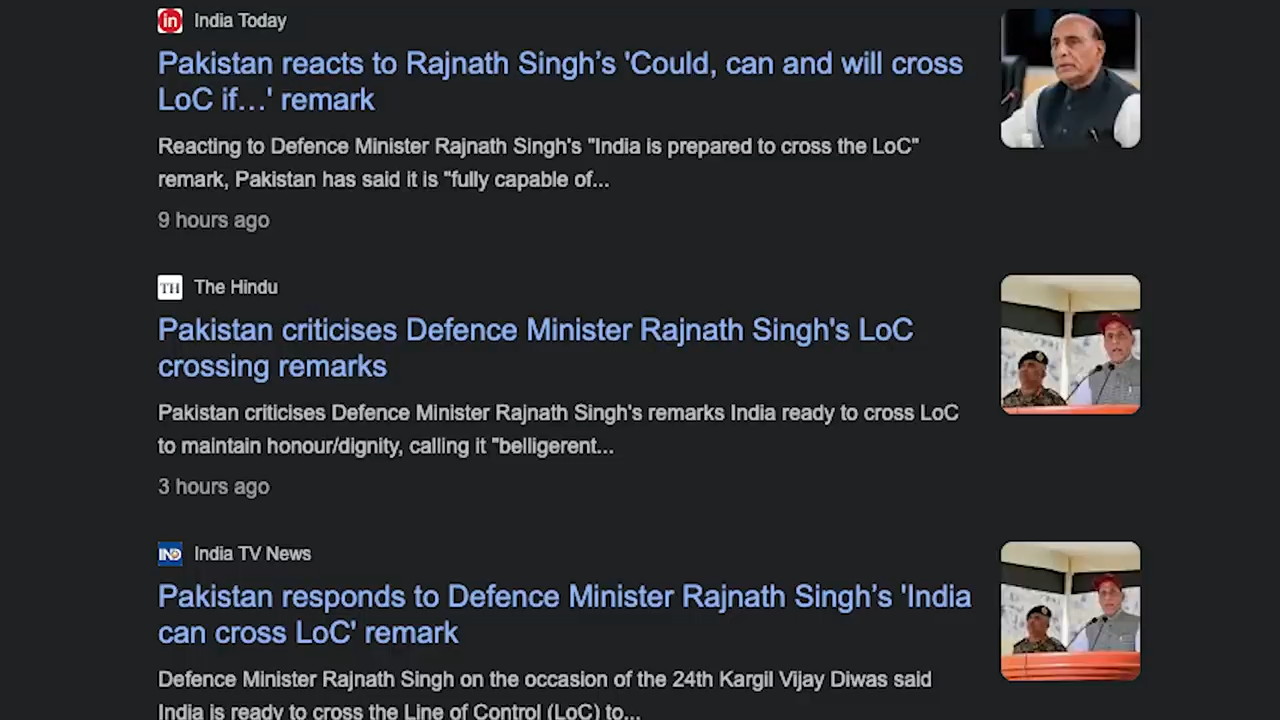 India Today
Pakistan reacts to Rajnath Singh’s 'Could, can and will cross
LoC if...' remark
Reacting to Defence Minister Rajnath Singh's "India is prepared to cross the LoC"
remark, Pakistan has said it is "fully capable of...
9 hours ago
TH The Hindu
Pakistan criticises Defence Minister Rajnath Singh's LoC
crossing remarks
Pakistan criticises Defence Minister Rajnath Singh's remarks India ready to cross LoC
to maintain honour/dignity, calling it "belligerent...
3 hours ago
India TV News
Pakistan responds to Defence Minister Rajnath Singh’s 'India
can cross LoC' remark
Defence Minister Rajnath Singh on the occasion of the 24th Kargil Vijay Diwas said
India is ready to cross the Line of Control (LoC) to...